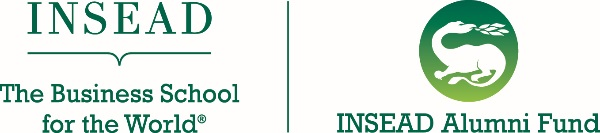 INSEAD
The Business School
for the World®
INSEAD Alumni Fund